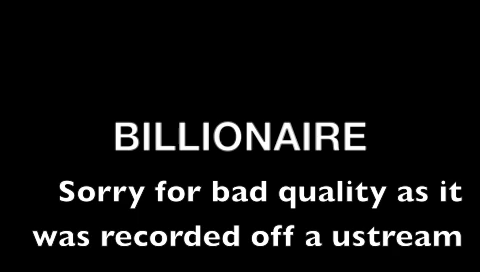 BILLIONAIRE
Sorry for bad quality as it
was recorded off a ustream